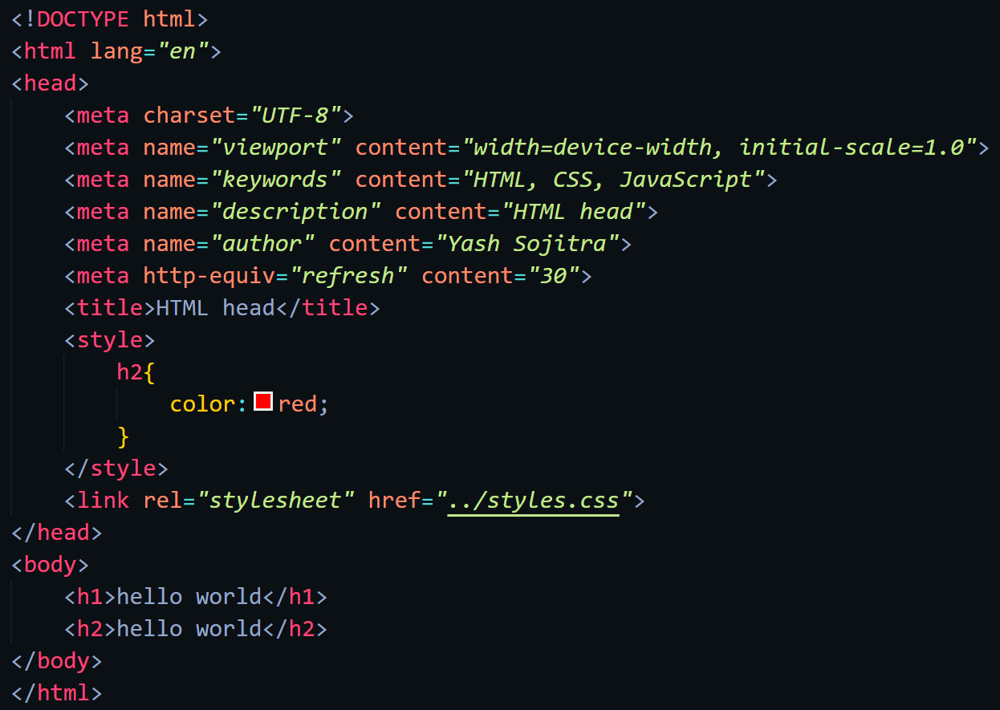 <!DOCTYPE html>
<html lang="en">
<head>
    <meta charset="UTF-8">
    <meta name="viewport" content="width=device-width, initial-scale=1.0">
    <meta name="keywords" content="HTML, CSS, JavaScript">
    <meta name="description" content="HTML head">
    <meta name="author" content="Yash Sojitra">
    <meta http-equiv="refresh" content="30">
    <title>HTML head</title>
    <style>
        h2{
            color: red;
        }
    </style>
    <link rel="stylesheet" href="../styles.css">
</head>
<body>
    <h1>hello world</h1>
    <h2>hello world</h2>
</body>
</html>